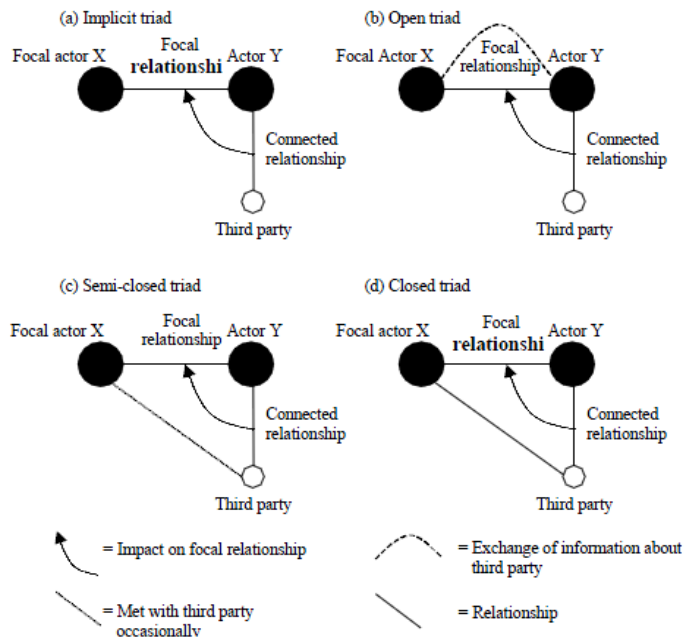 (a) Implicit triad
Focal actor X
Focal
relationshi
Actor Y
Connected
relationship
Third party
(b) Open triad
Focal Actor X
Focal
relationship
Actor Y
Connected
relationship
Third party
(c) Semi-closed triad
Focal actor X
Focal
relationship
Actor Y
Connected
relationship
Third party
(d) Closed triad
Focal actor X
Focal
relationshi
Actor Y
Connected
relationship
Third party
= Impact on focal relationship
= Exchange of information about
third party
= Met with third party
occasionally
= Relationship